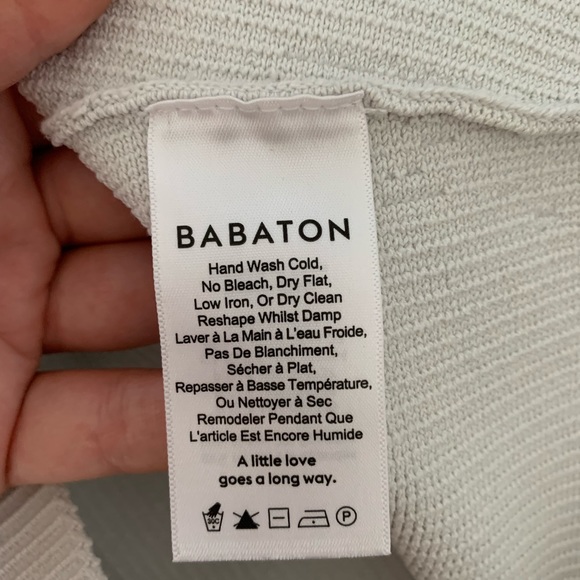 BABATON
Hand Wash Cold,
No Bleach, Dry Flat,
Low Iron, Or Dry Clean
Reshape Whilst Damp
Laver à La Main à L'eau Froide,
Pas De Blanchiment,
Sécher à Plat,
Repasser à Basse Température,
Ou Nettoyer à Sec
Remodeler Pendant Que
L'article Est Encore Humide
A little love
goes a long way.
30C P